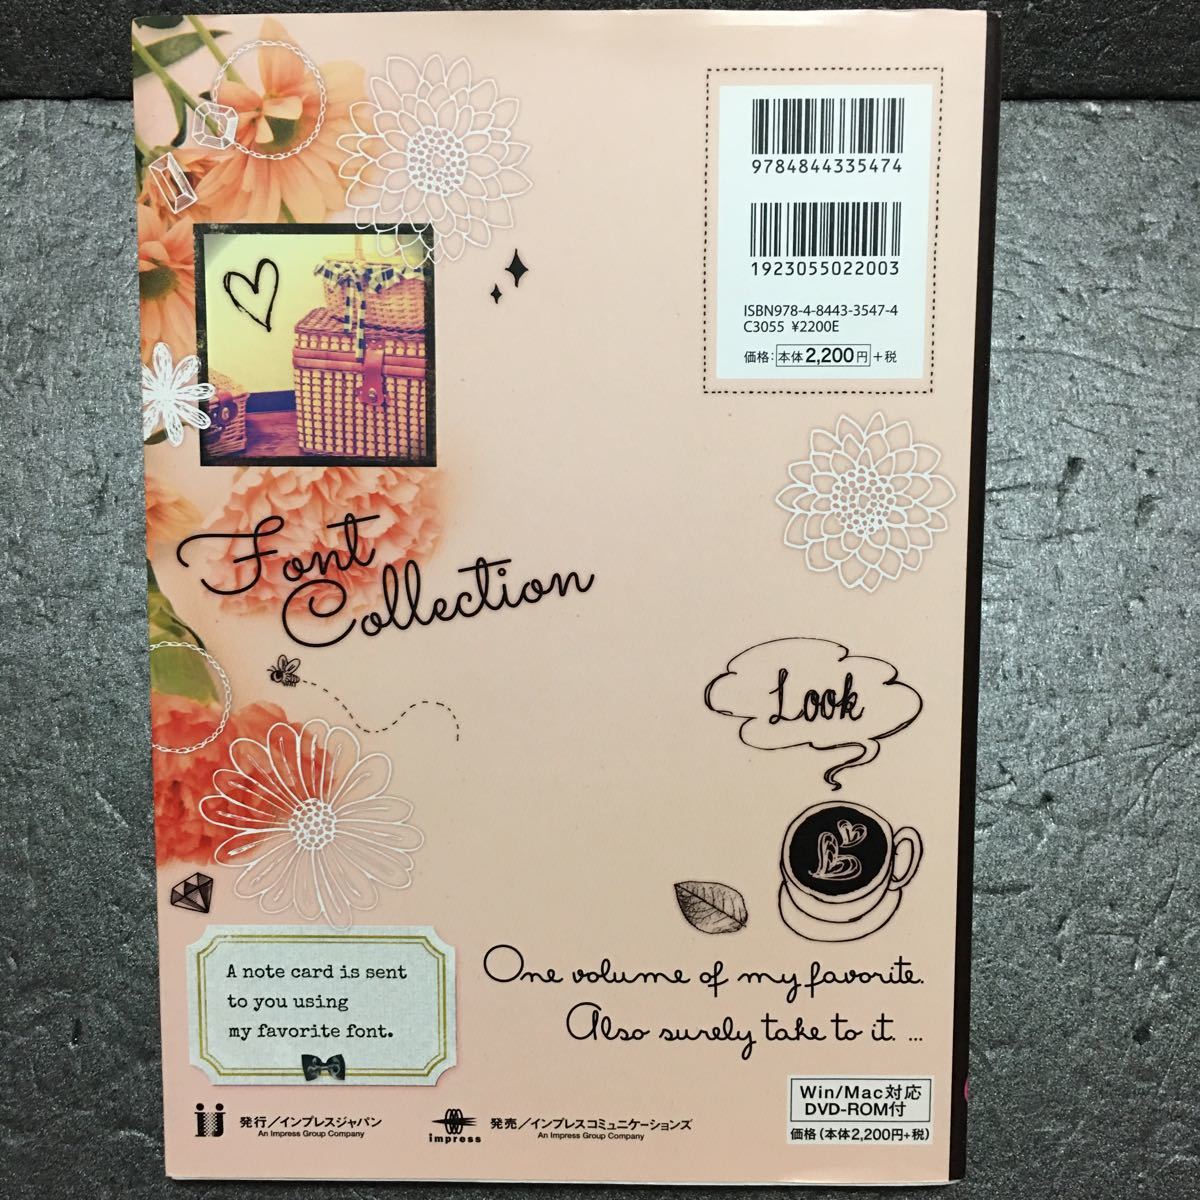 9784844335474
1923055022003
ISBN978-4-8443-3547-4
C3055 ¥2200E
価格：本体2,200円＋税
Font
Collection
Look
A note card is sent
to you using
my favorite font.
One volume of my favorite.
Also surely take to it. ...
Win/Mac対応
DVD-ROM付
価格（本体2,200円+税）
発行／インプレスジャパン
An Impress Group Company
impress
発売／インプレスコミュニケーションズ
An Impress Group Company